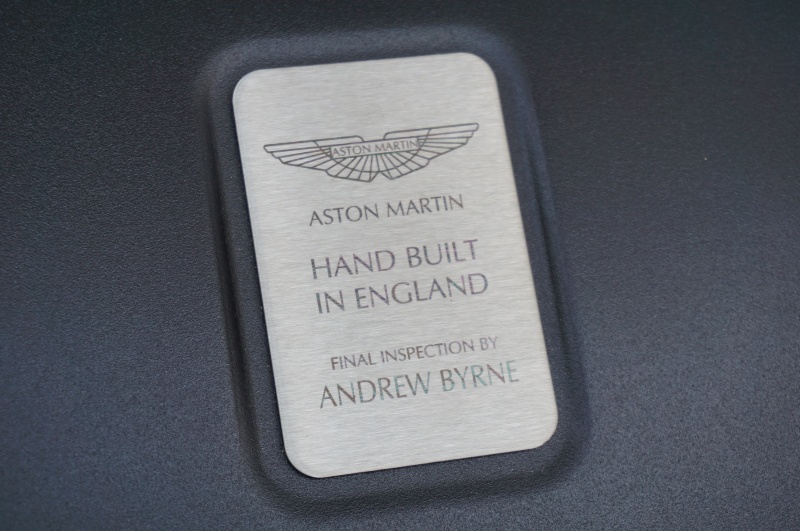 ASTON MARTIN
ASTON MARTIN
HAND BUILT
IN ENGLAND
FINAL INSPECTION BY
ANDREW BYRNE